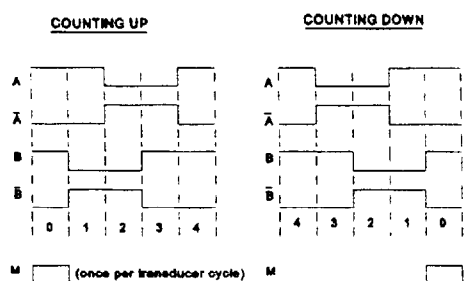 COUNTING UP
A
A̅
B
B̅
0 1 2 3 4
M (once per transducer cycle)
COUNTING DOWN
A
A̅
B
B̅
4 3 2 1 0
M